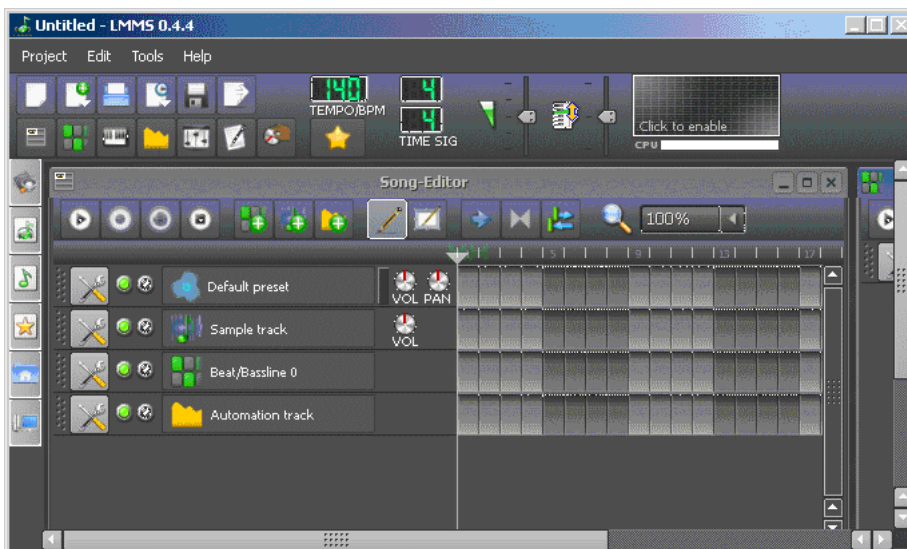 Untitled - LMMS 0.4.4
Project Edit Tools Help
140
TEMPO/BPM
4
4
TIME SIG
Click to enable
CPU
Song-Editor
100%
5 9 13 17
Default preset
VOL PAN
Sample track
VOL
Beat/Bassline 0
Automation track